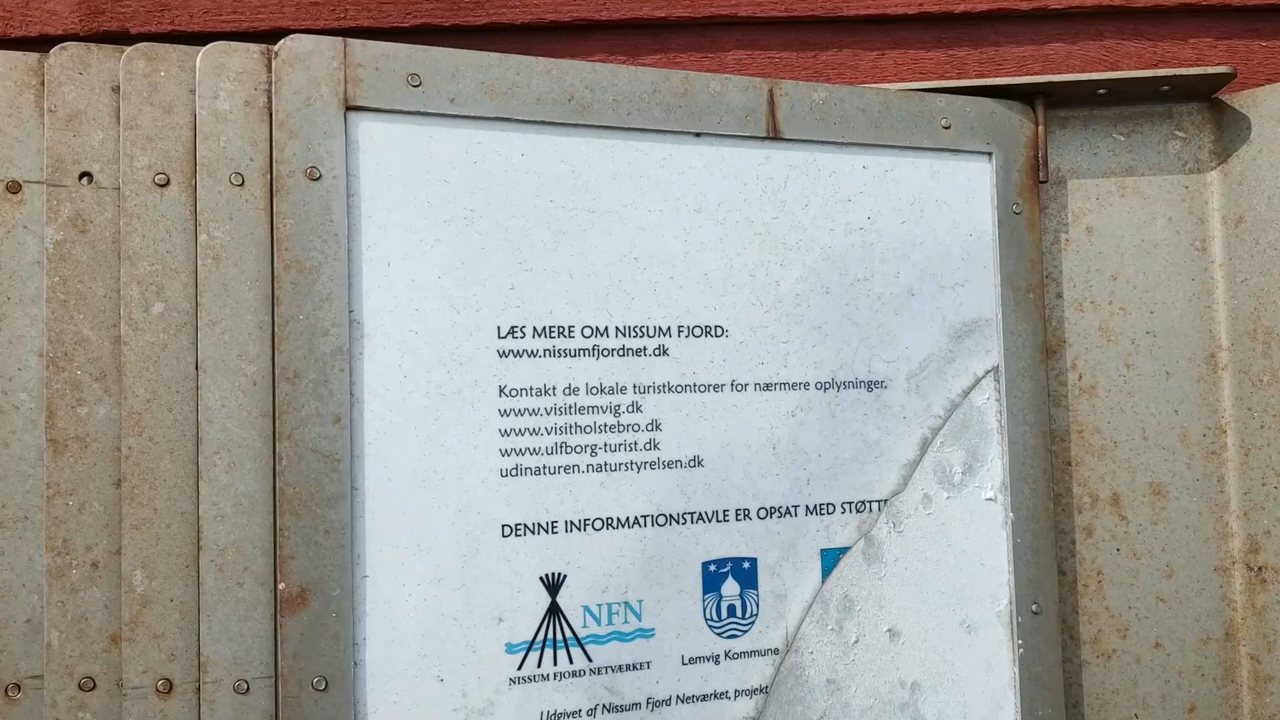 LÆS MERE OM NISSUM FJORD:
www.nissumfjordnet.dk
Kontakt de lokale turistkontorer for nærmere oplysninger.
www.visitlemvig.dk
www.visitholstebro.dk
www.ulfborg-turist.dk
udinaturen.naturstyrelsen.dk
DENNE INFORMATIONSTAVLE ER OPSAT MED STØTT
NFN
NISSUM FJORD NETVÆRKET
Lemvig Kommune
Udgivet af Nissum Fjord Netværket, projekt